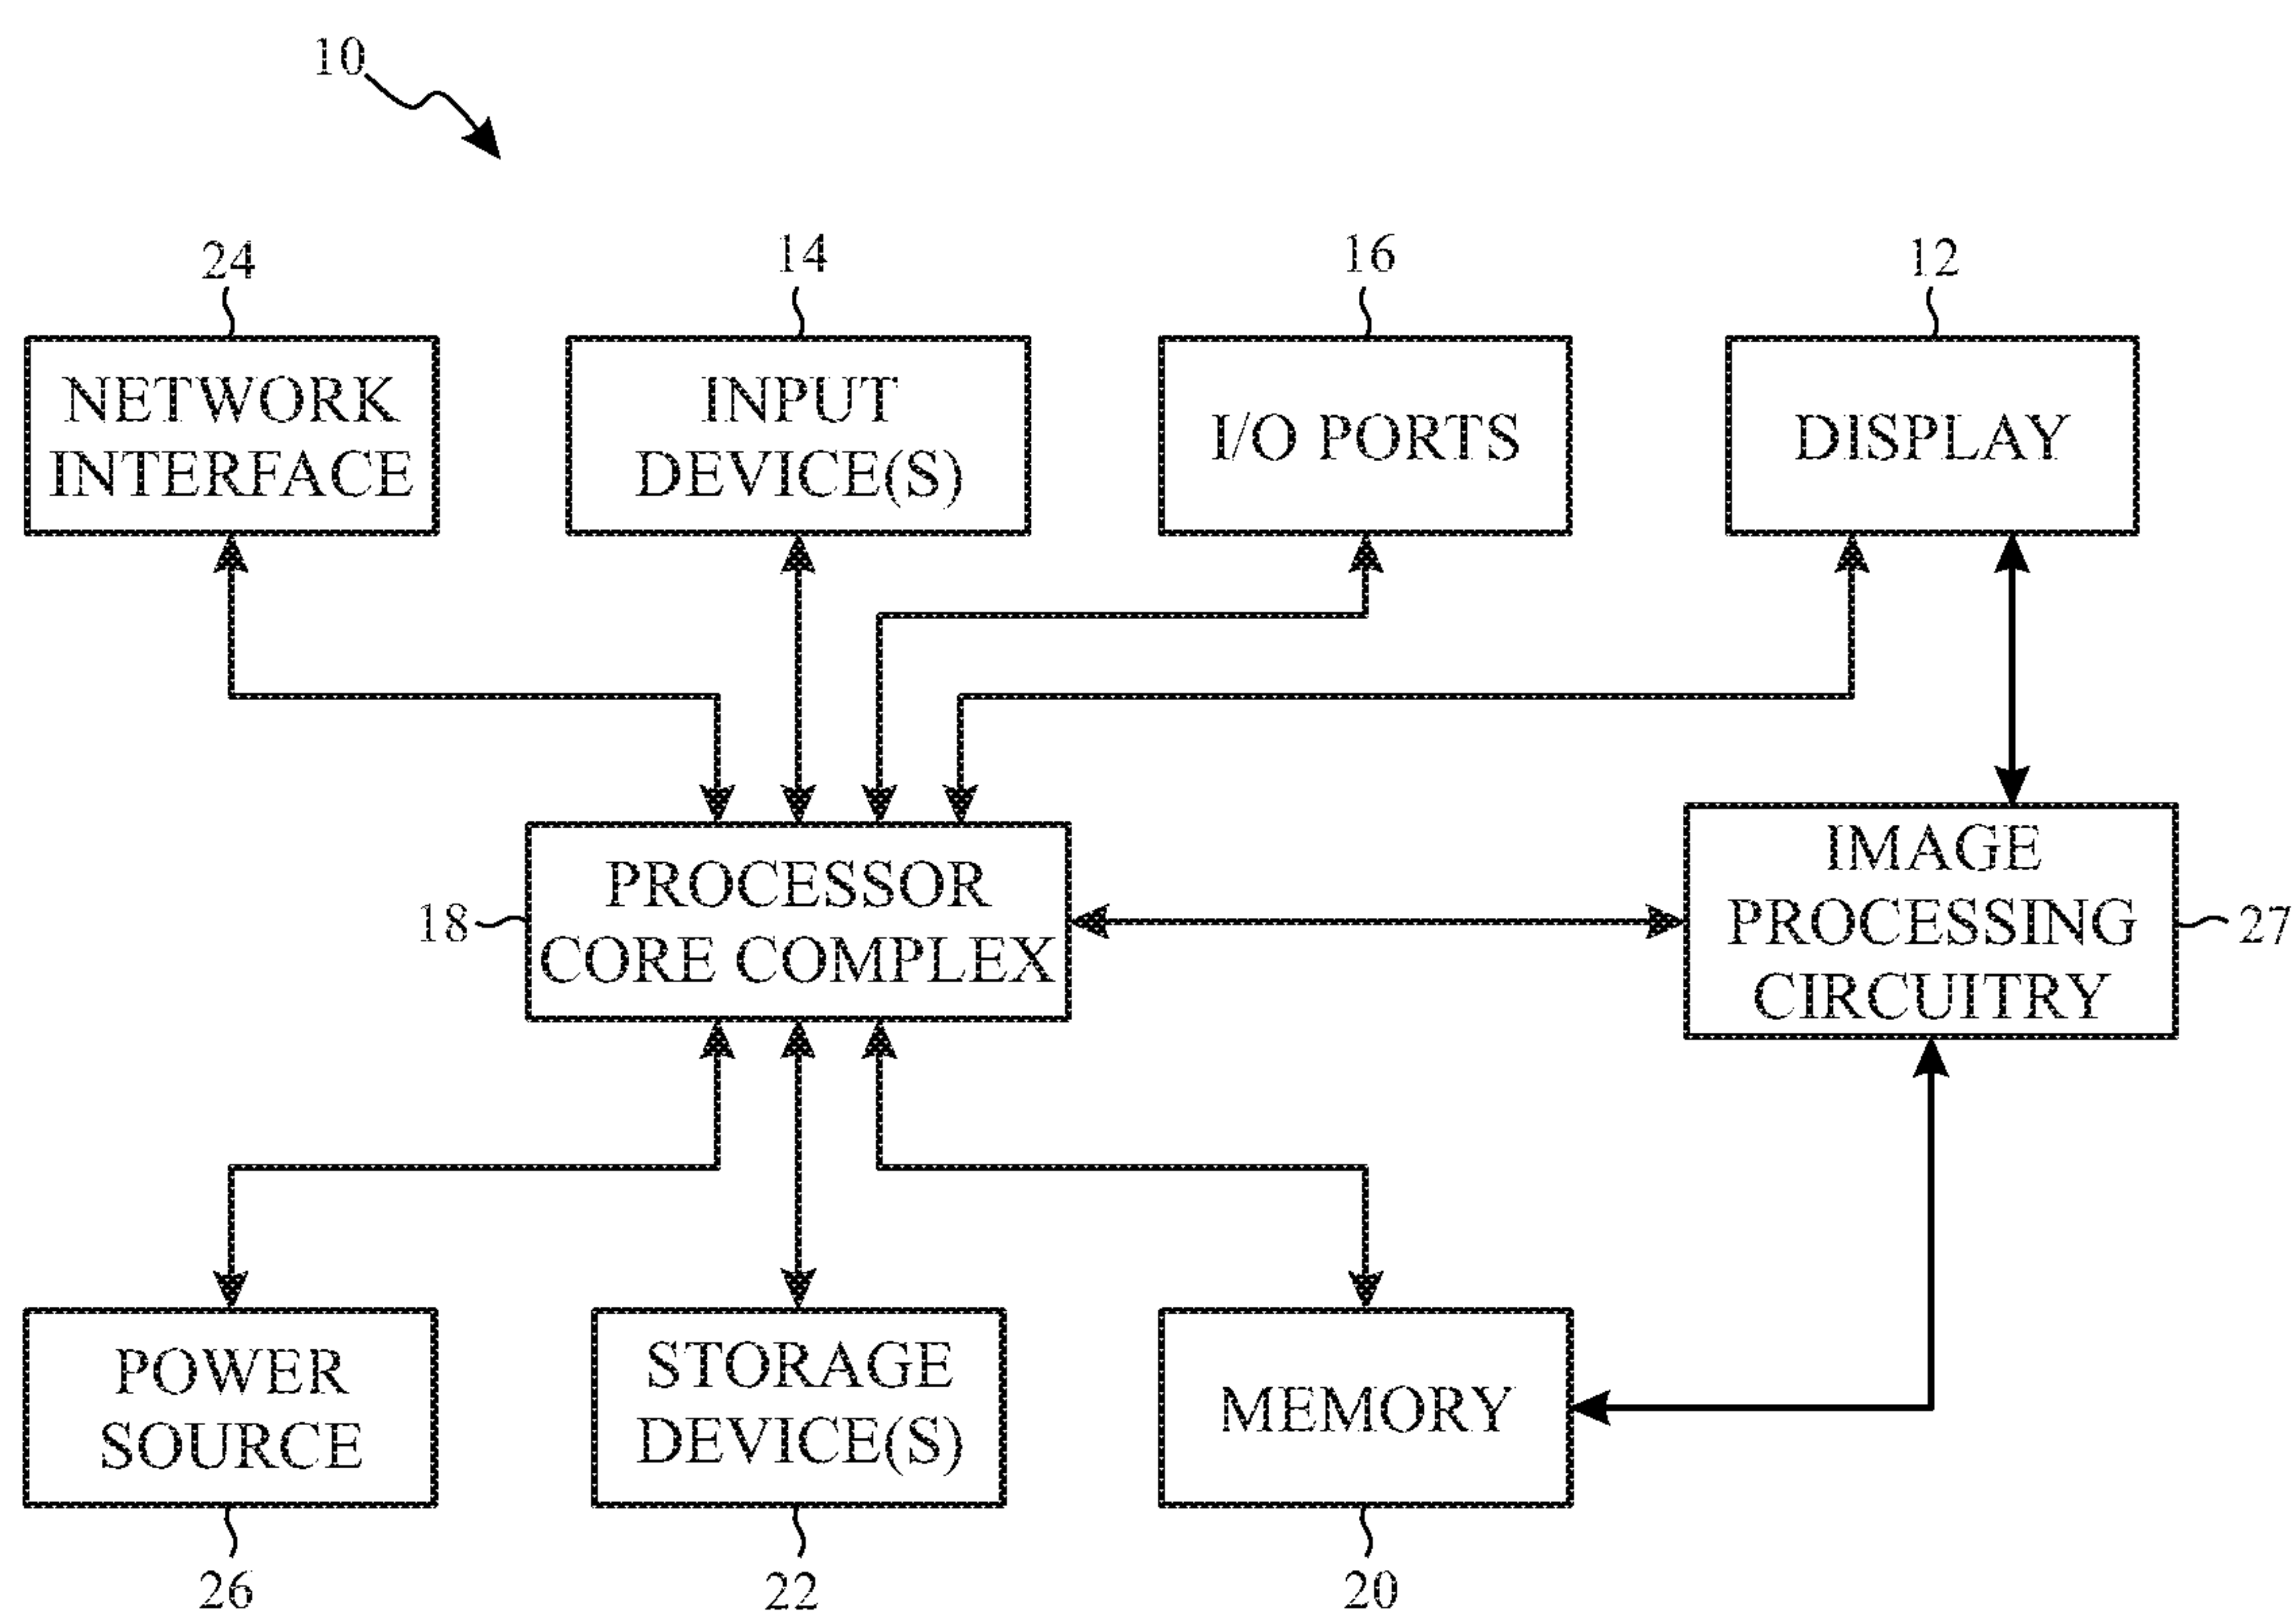 10
24
14
16
12
NETWORK
INTERFACE
INPUT
DEVICE(S)
I/O PORTS
DISPLAY
18
PROCESSOR
CORE COMPLEX
IMAGE
PROCESSING
CIRCUITRY
27
POWER
SOURCE
STORAGE
DEVICE(S)
MEMORY
26
22
20